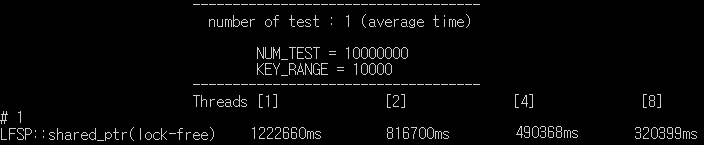 ------------------------------------
number of test : 1 (average time)
NUM_TEST = 10000000
KEY_RANGE = 10000
------------------------------------
Threads [1] [2] [4] [8]
# 1
LFSP::shared_ptr(lock-free) 1222660ms 816700ms 490368ms 320399ms